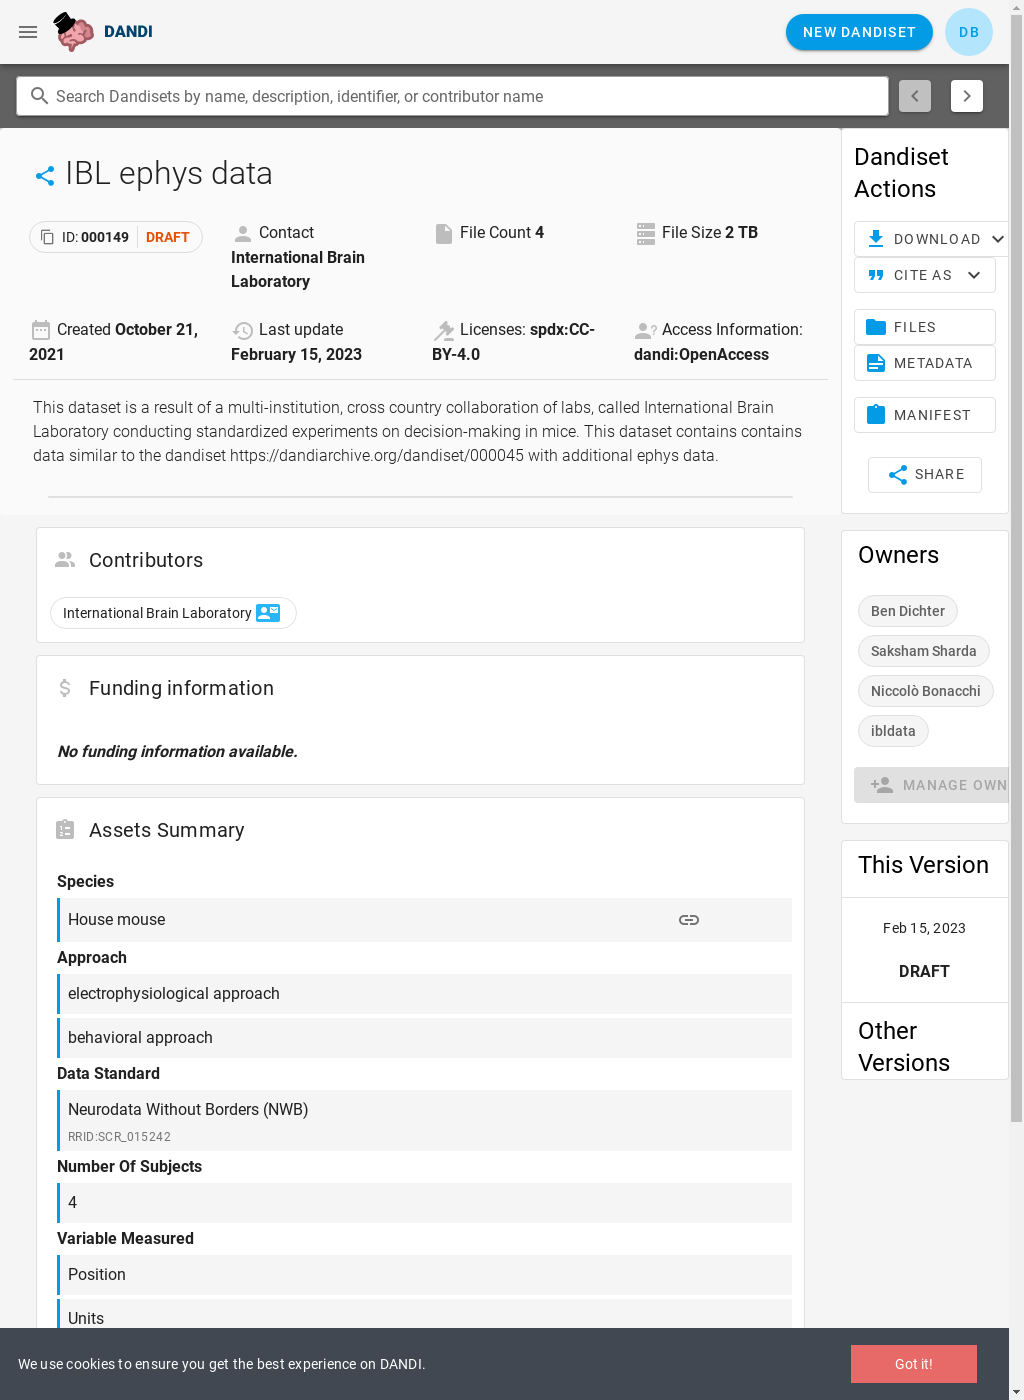 DANDI
NEW DANDISET
DB
Search Dandisets by name, description, identifier, or contributor name
IBL ephys data
ID: 000149 DRAFT
Contact
International Brain
Laboratory
File Count 4
File Size 2 TB
Created October 21,
2021
Last update
February 15, 2023
Licenses: spdx:CC-
BY-4.0
Access Information:
dandi:OpenAccess
This dataset is a result of a multi-institution, cross country collaboration of labs, called International Brain
Laboratory conducting standardized experiments on decision-making in mice. This dataset contains contains
data similar to the dandiset https://dandiarchive.org/dandiset/000045 with additional ephys data.
Contributors
International Brain Laboratory
Funding information
No funding information available.
Assets Summary
Species
House mouse
Approach
electrophysiological approach
behavioral approach
Data Standard
Neurodata Without Borders (NWB)
RRID:SCR_015242
Number Of Subjects
4
Variable Measured
Position
Units
Dandiset
Actions
DOWNLOAD
CITE AS
FILES
METADATA
MANIFEST
SHARE
Owners
Ben Dichter
Saksham Sharda
Niccolò Bonacchi
ibldata
MANAGE OWN
This Version
Feb 15, 2023
DRAFT
Other
Versions
We use cookies to ensure you get the best experience on DANDI.
Got it!